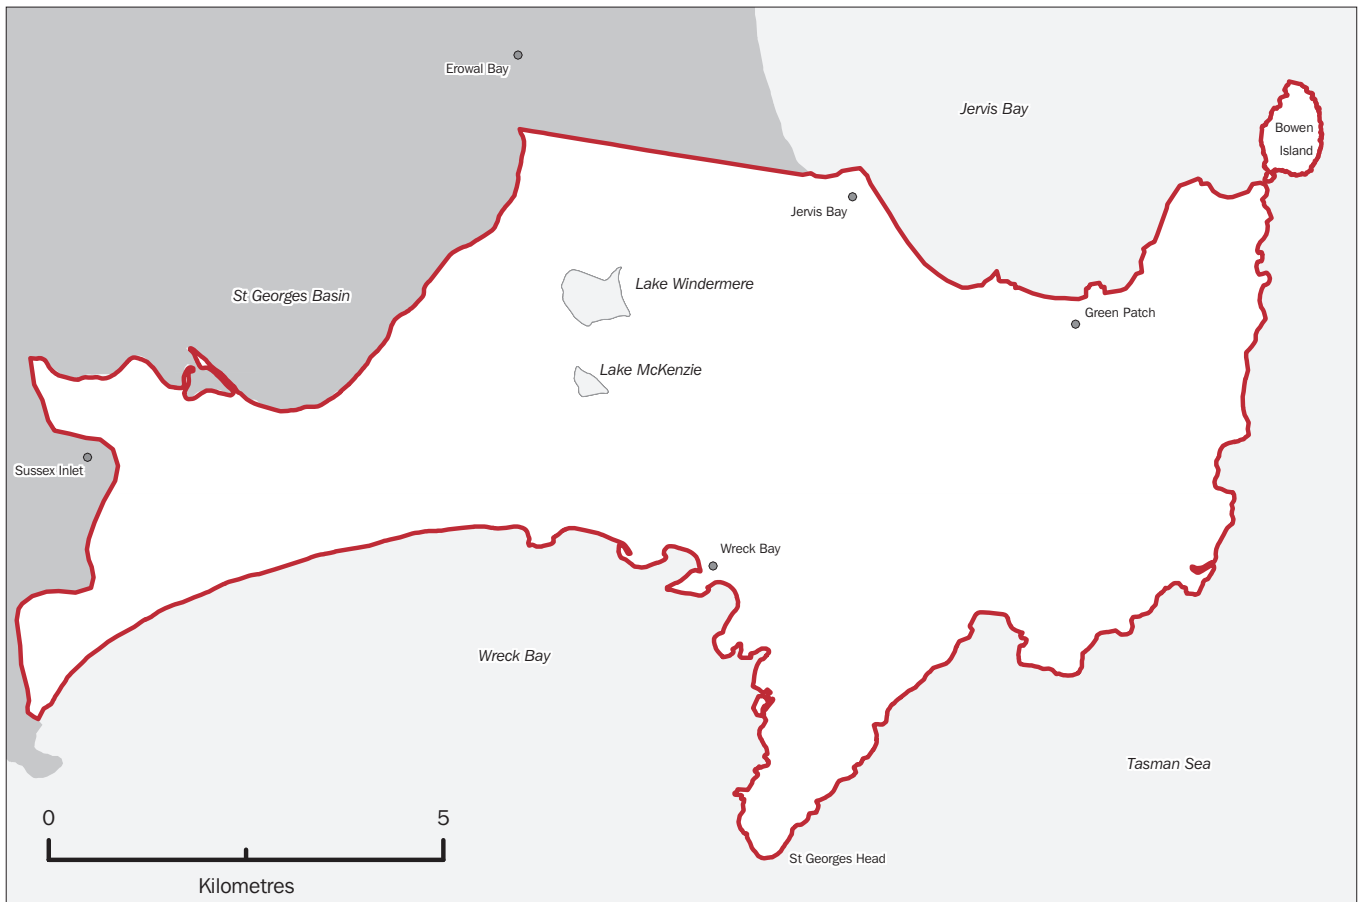 Erowal Bay
Jervis Bay
Bowen
Island
Jervis Bay
Lake Windermere
St Georges Basin
Green Patch
Lake McKenzie
Sussex Inlet
Wreck Bay
Wreck Bay
Tasman Sea
0 5
Kilometres
St Georges Head